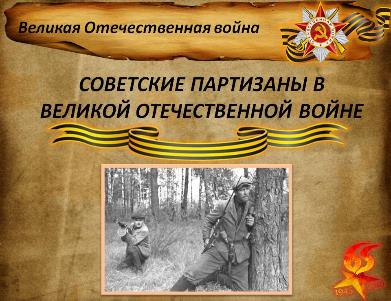 Великая Отечественная война
СОВЕТСКИЕ ПАРТИЗАНЫ В
ВЕЛИКОЙ ОТЕЧЕСТВЕННОЙ ВОЙНЕ